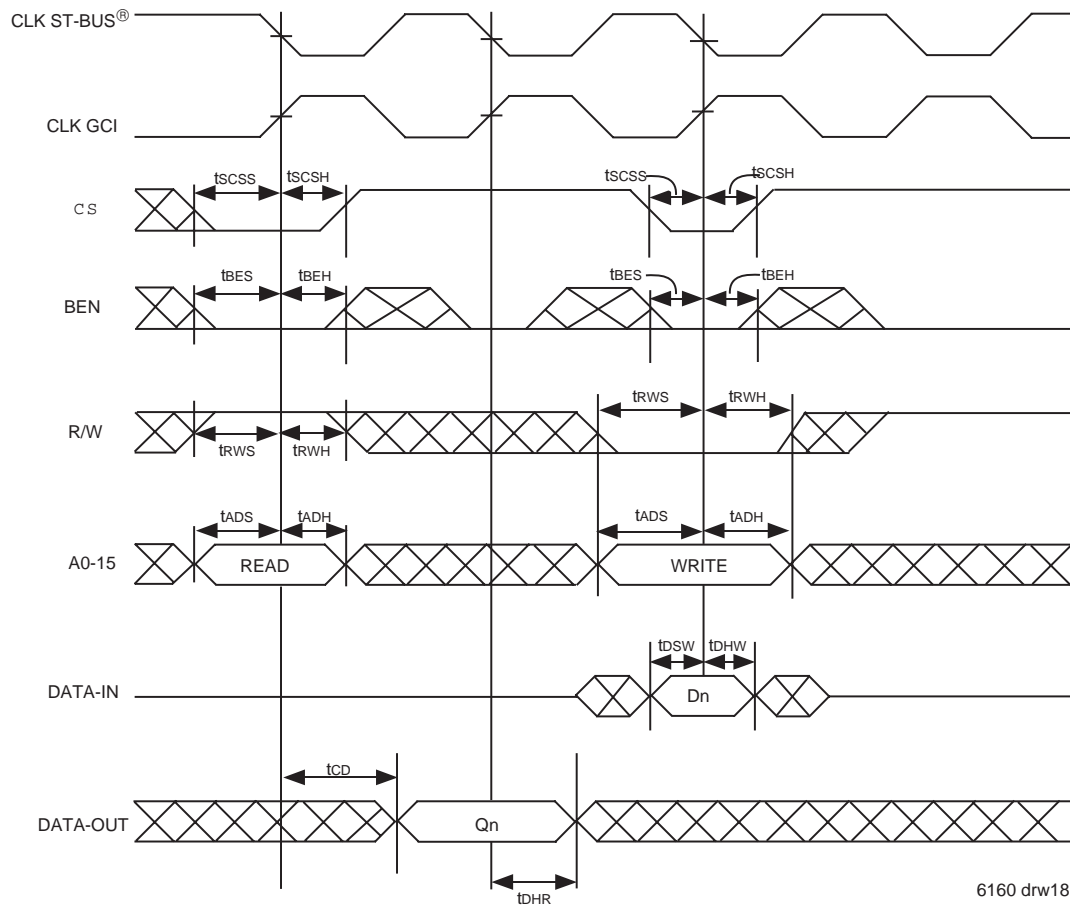 CLK ST-BUS®
CLK GCI
tSCSS tSCSH tSCSS tSCSH
CS
tBES tBEH tBES tBEH
BEN
tRWS tRWH
R/W
tRWS tRWH
tADS tADH tADS tADH
A0-15 READ WRITE
tDSW tDHW
DATA-IN Dn
tCD
DATA-OUT Qn
tDHR
6160 drw18